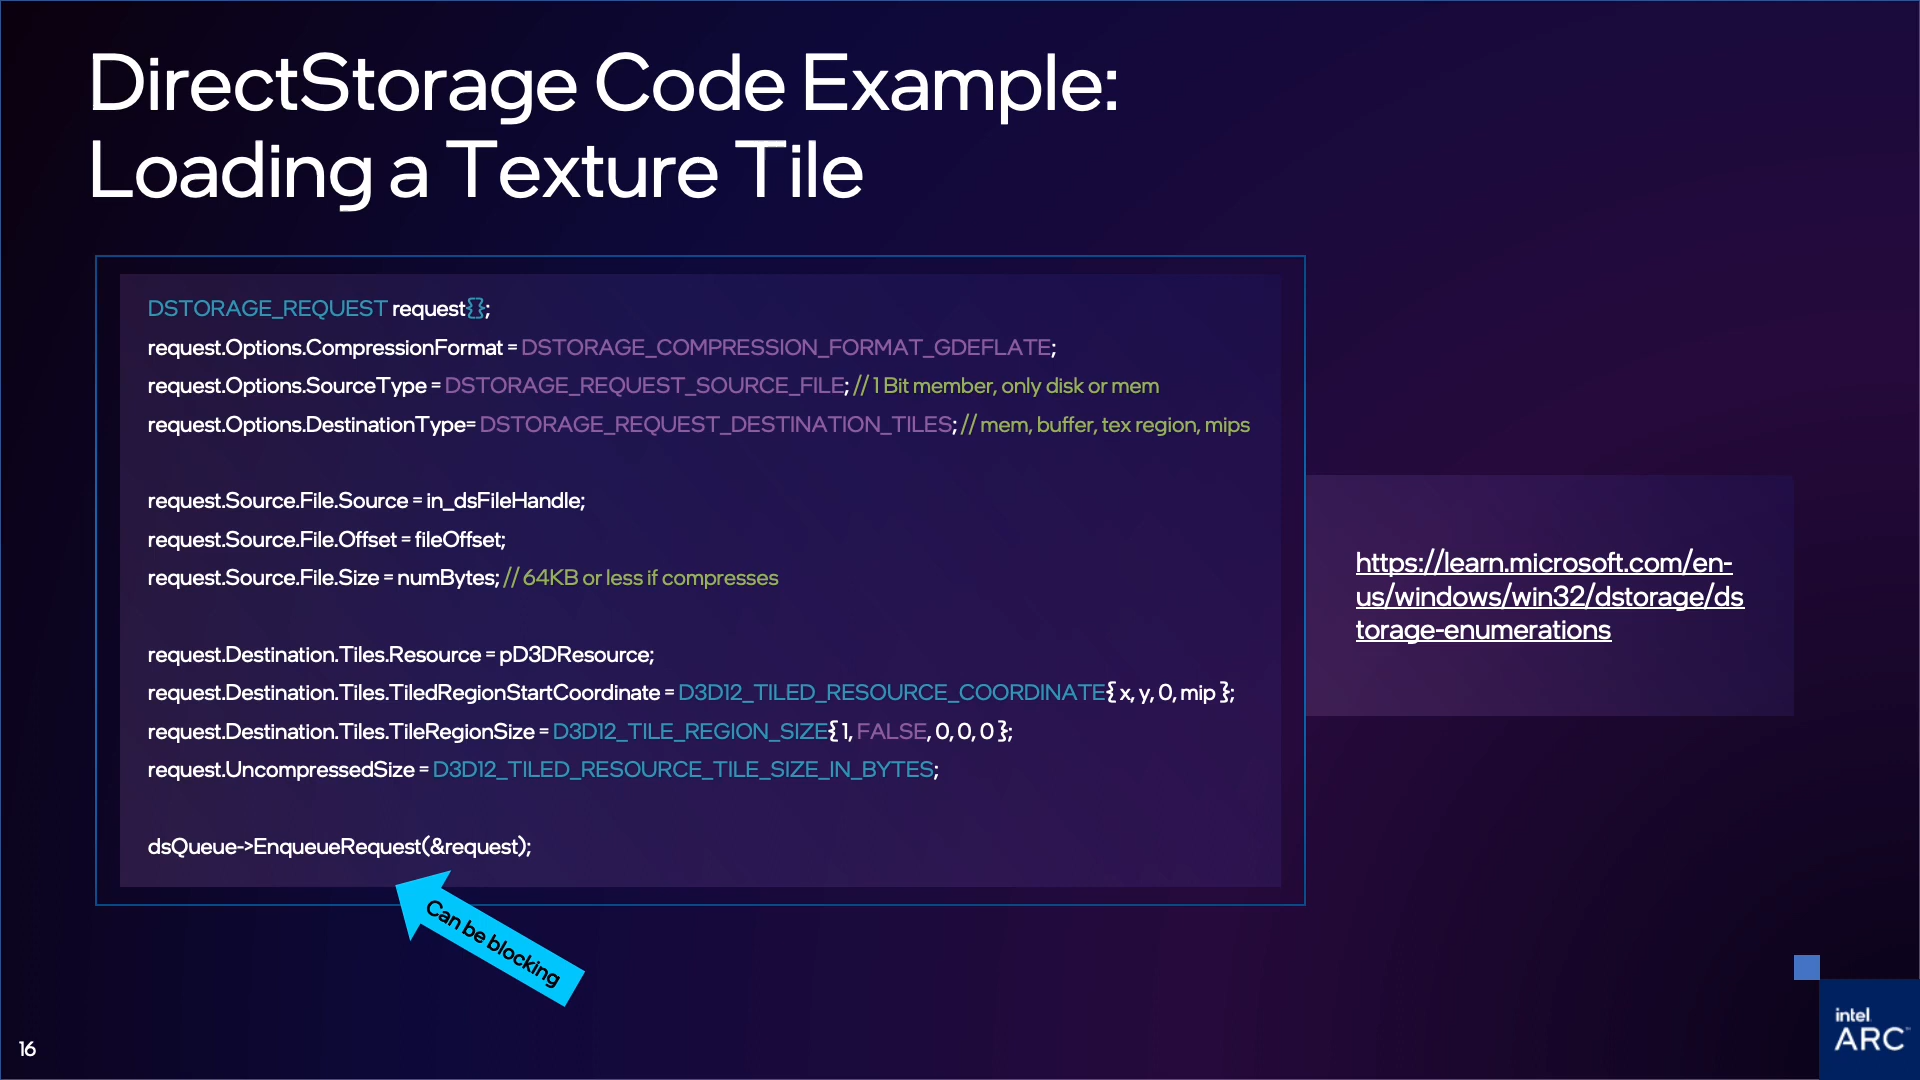 DirectStorage Code Example:
Loading a Texture Tile
DSTORAGE_REQUEST request{};
request.Options.CompressionFormat = DSTORAGE_COMPRESSION_FORMAT_GDEFLATE;
request.Options.SourceType = DSTORAGE_REQUEST_SOURCE_FILE; // 1 Bit member, only disk or mem
request.Options.DestinationType= DSTORAGE_REQUEST_DESTINATION_TILES; // mem, buffer, tex region, mips
request.Source.File.Source = in_dsFileHandle;
request.Source.File.Offset = fileOffset;
request.Source.File.Size = numBytes; // 64KB or less if compresses
request.Destination.Tiles.Resource = pD3DResource;
request.Destination.Tiles.TiledRegionStartCoordinate = D3D12_TILED_RESOURCE_COORDINATE{ x, y, 0, mip };
request.Destination.Tiles.TileRegionSize = D3D12_TILE_REGION_SIZE{ 1, FALSE, 0, 0, 0 };
request.UncompressedSize = D3D12_TILED_RESOURCE_TILE_SIZE_IN_BYTES;
dsQueue->EnqueueRequest(&request);
Can be blocking
https://learn.microsoft.com/en-
us/windows/win32/dstorage/ds
torage-enumerations
16
intel
ARC™